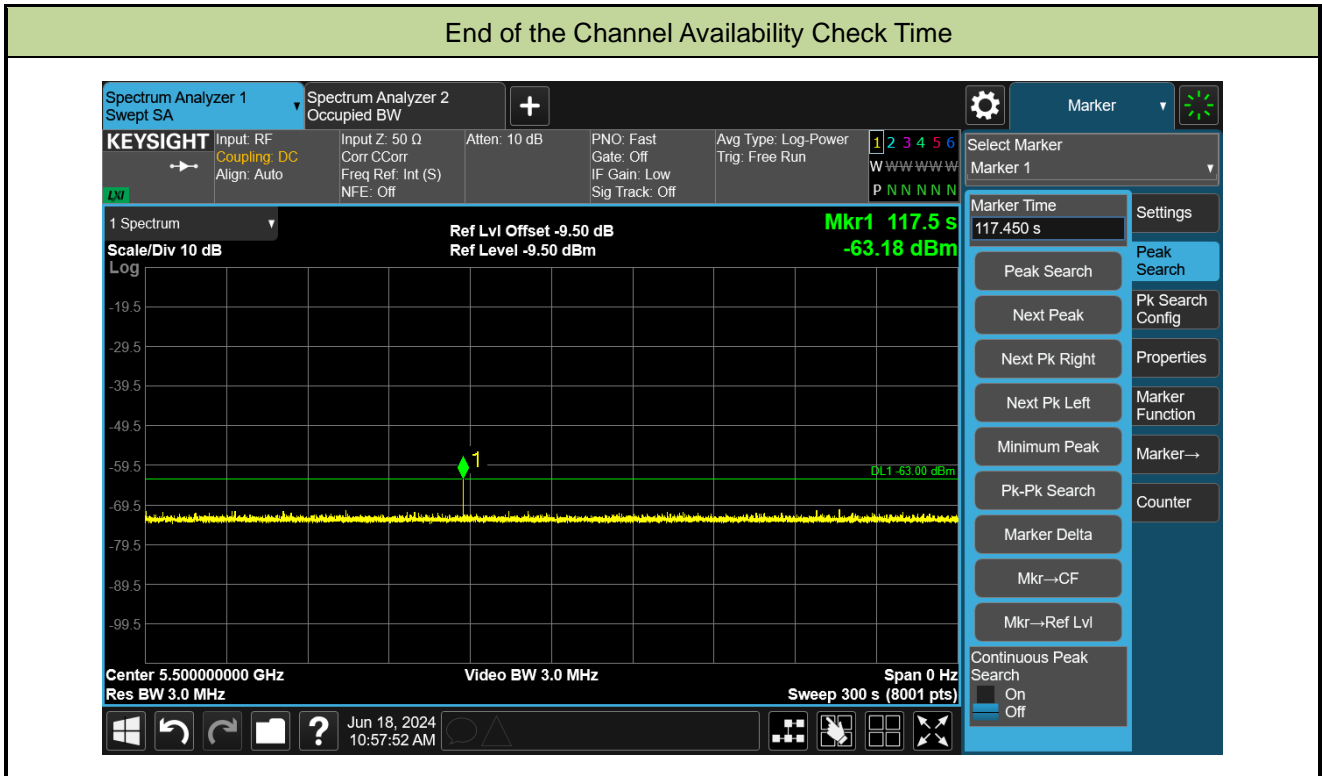 End of the Channel Availability Check Time
Spectrum Analyzer 1
Swept SA
Spectrum Analyzer 2
Occupied BW
Marker
KEYSIGHT
LXI
Input: RF
Coupling: DC
Align: Auto
Input Z: 50 Ω
Corr CCorr
Freq Ref: Int (S)
NFE: Off
Atten: 10 dB
PNO: Fast
Gate: Off
IF Gain: Low
Sig Track: Off
Avg Type: Log-Power
Trig: Free Run
1 2 3 4 5 6
W W W W W W
P N N N N N
1 Spectrum
Scale/Div 10 dB
Log
Ref Lvl Offset -9.50 dB
Ref Level -9.50 dBm
Mkr1 117.5 s
-63.18 dBm
-19.5
-29.5
-39.5
-49.5
-59.5
-69.5
-79.5
-89.5
-99.5
1
DL1 -63.00 dBm
Center 5.500000000 GHz
Res BW 3.0 MHz
Video BW 3.0 MHz
Span 0 Hz
Sweep 300 s (8001 pts)
Select Marker
Marker 1
Marker Time
117.450 s
Peak Search
Next Peak
Next Pk Right
Next Pk Left
Minimum Peak
Pk-Pk Search
Marker Delta
Mkr→CF
Mkr→Ref Lvl
Continuous Peak
Search
On
Off
Settings
Peak
Search
Pk Search
Config
Properties
Marker
Function
Marker→
Counter
?
Jun 18, 2024
10:57:52 AM